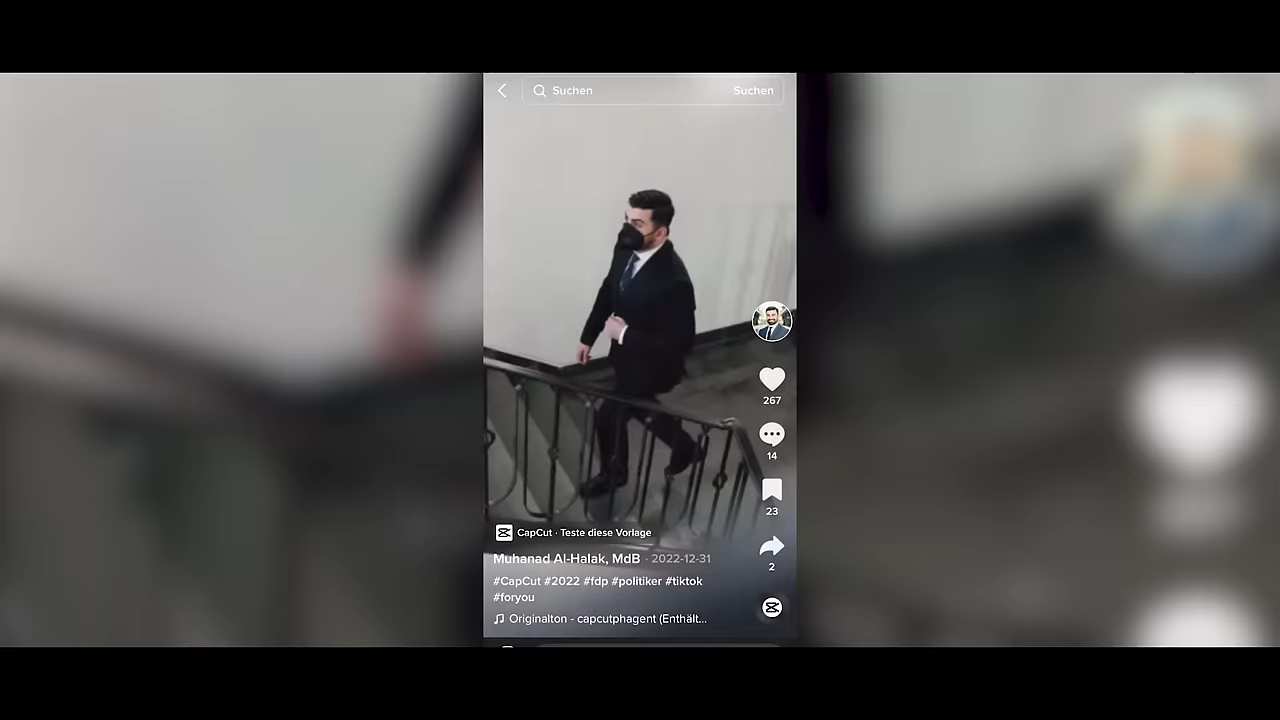 Suchen Suchen
267
14
23
2
CapCut · Teste diese Vorlage
Muhanad Al-Halak, MdB · 2022-12-31
#CapCut #2022 #fdp #politiker #tiktok
#foryou
Originalton - capcutphagent (Enthält...